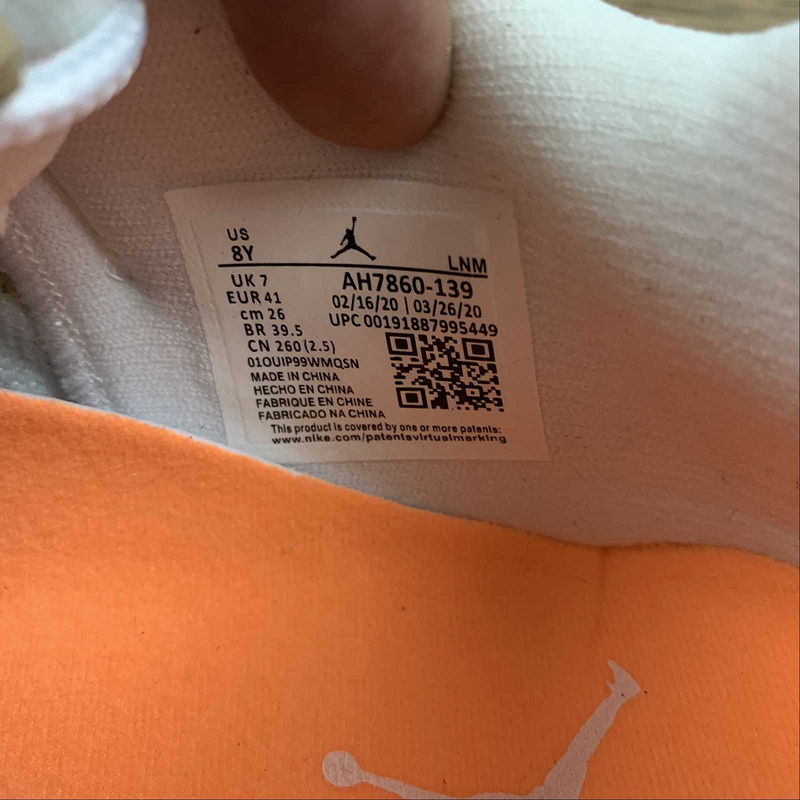 US
8Y
LNM
UK 7
EUR 41
cm 26
BR 39.5
CN 260(2.5)
01OUIP99WMQSN
MADE IN CHINA
HECHO EN CHINA
FABRIQUE EN CHINE
FABRICADO NA CHINA
AH7860-139
02/16/20 | 03/26/20
UPC 00191887995449
This product is covered by one or more patents:
www.nike.com/patentsvirtualmarking